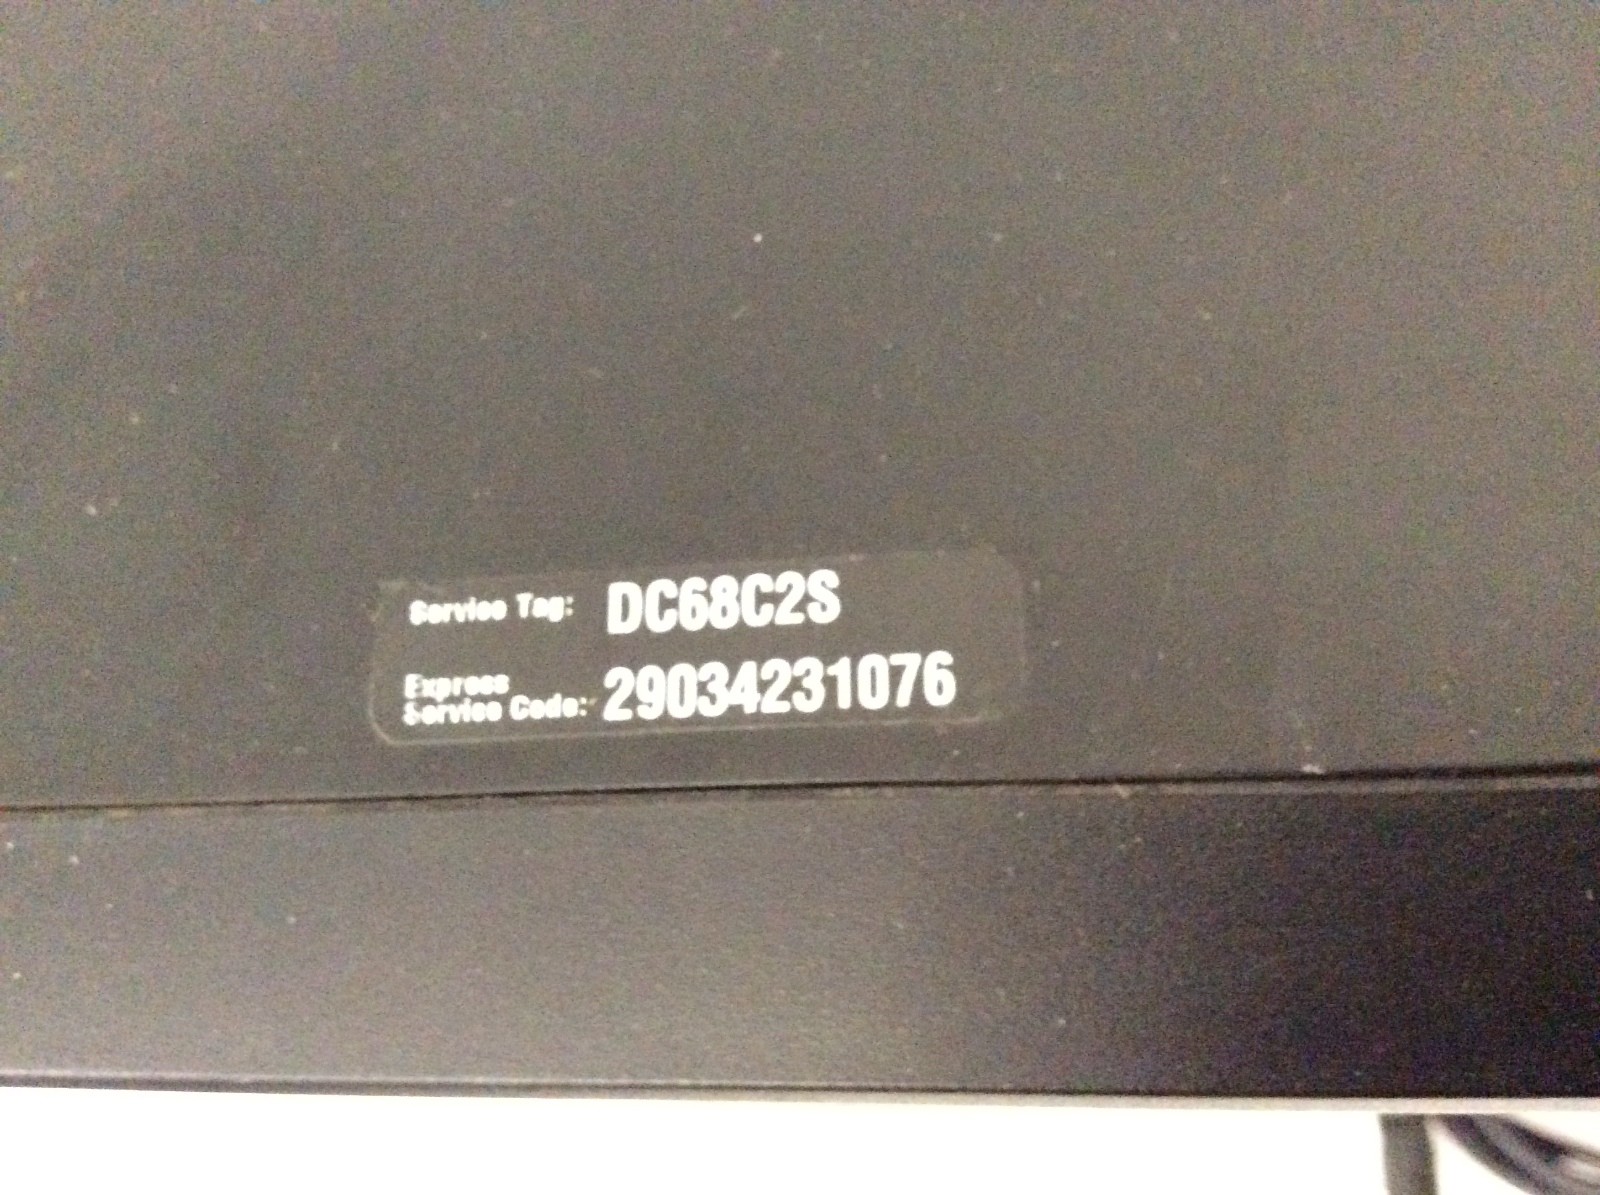 Service Tag: DC68C2S
Express
Service Code: 29034231076